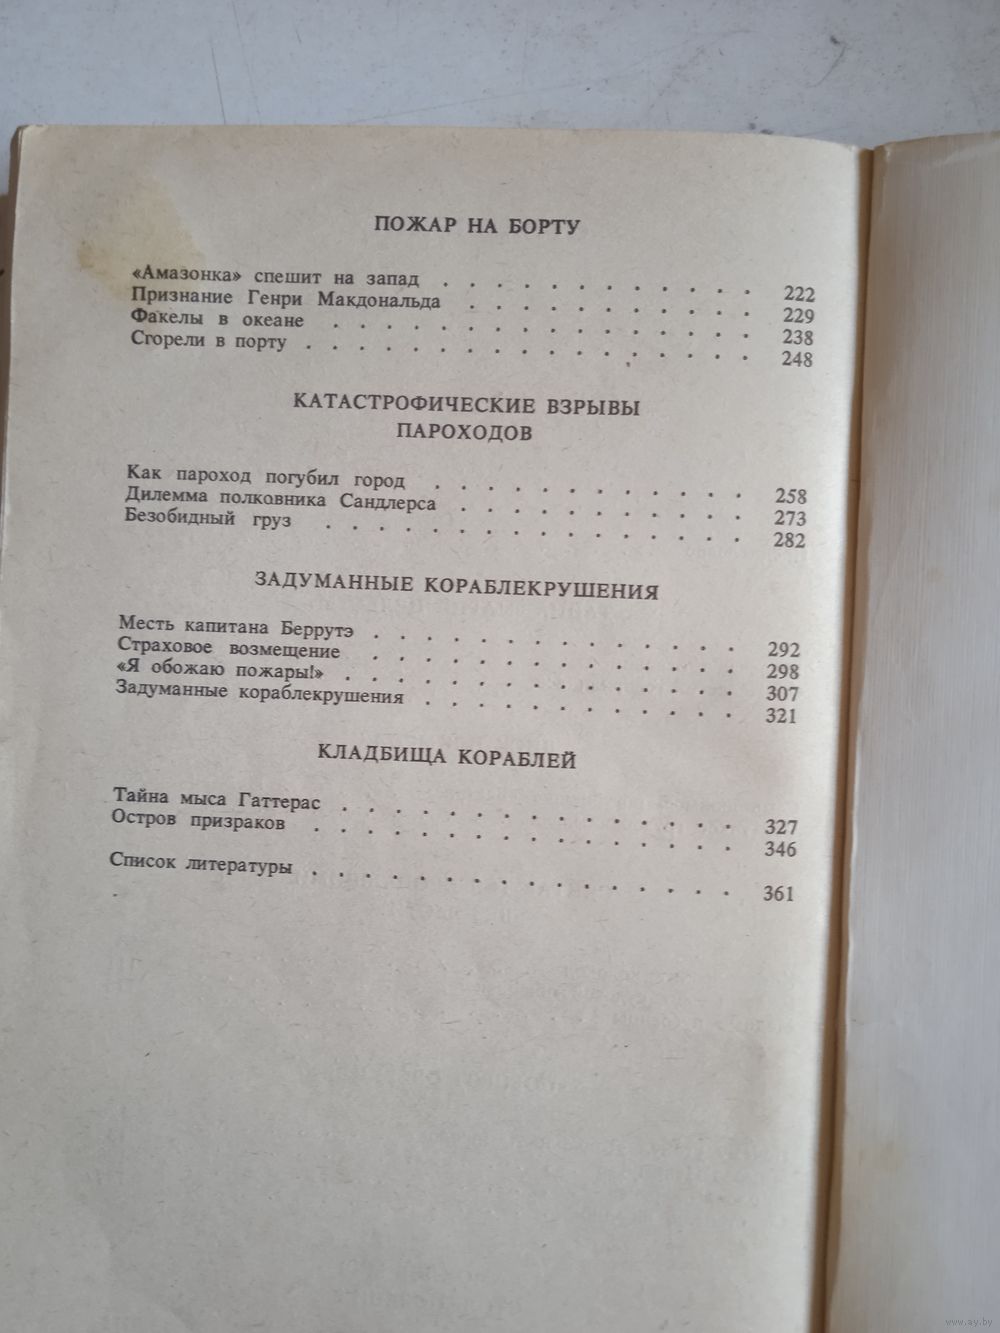 ПОЖАР НА БОРТУ
«Амазонка» спешит на запад . . . . . . . . . . . . 222
Признание Генри Макдональда . . . . . . . . . . . 229
Факелы в океане . . . . . . . . . . . . . . . . 238
Сгорели в порту . . . . . . . . . . . . . . . . . 248
КАТАСТРОФИЧЕСКИЕ ВЗРЫВЫ
ПАРОХОДОВ
Как пароход погубил город . . . . . . . . . . . . 258
Дилемма полковника Сандлерса . . . . . . . . . . . 273
Безобидный груз . . . . . . . . . . . . . . . . 282
ЗАДУМАННЫЕ КОРАБЛЕКРУШЕНИЯ
Месть капитана Беррутэ . . . . . . . . . . . . . . 292
Страховое возмещение . . . . . . . . . . . . . . 298
«Я обожаю пожары!» . . . . . . . . . . . . . . . 307
Задуманные кораблекрушения . . . . . . . . . . . . 321
КЛАДБИЩА КОРАБЛЕЙ
Тайна мыса Гаттерас . . . . . . . . . . . . . . . 327
Остров призраков . . . . . . . . . . . . . . . . 346
Список литературы . . . . . . . . . . . . . . . . 361
www.ay.by